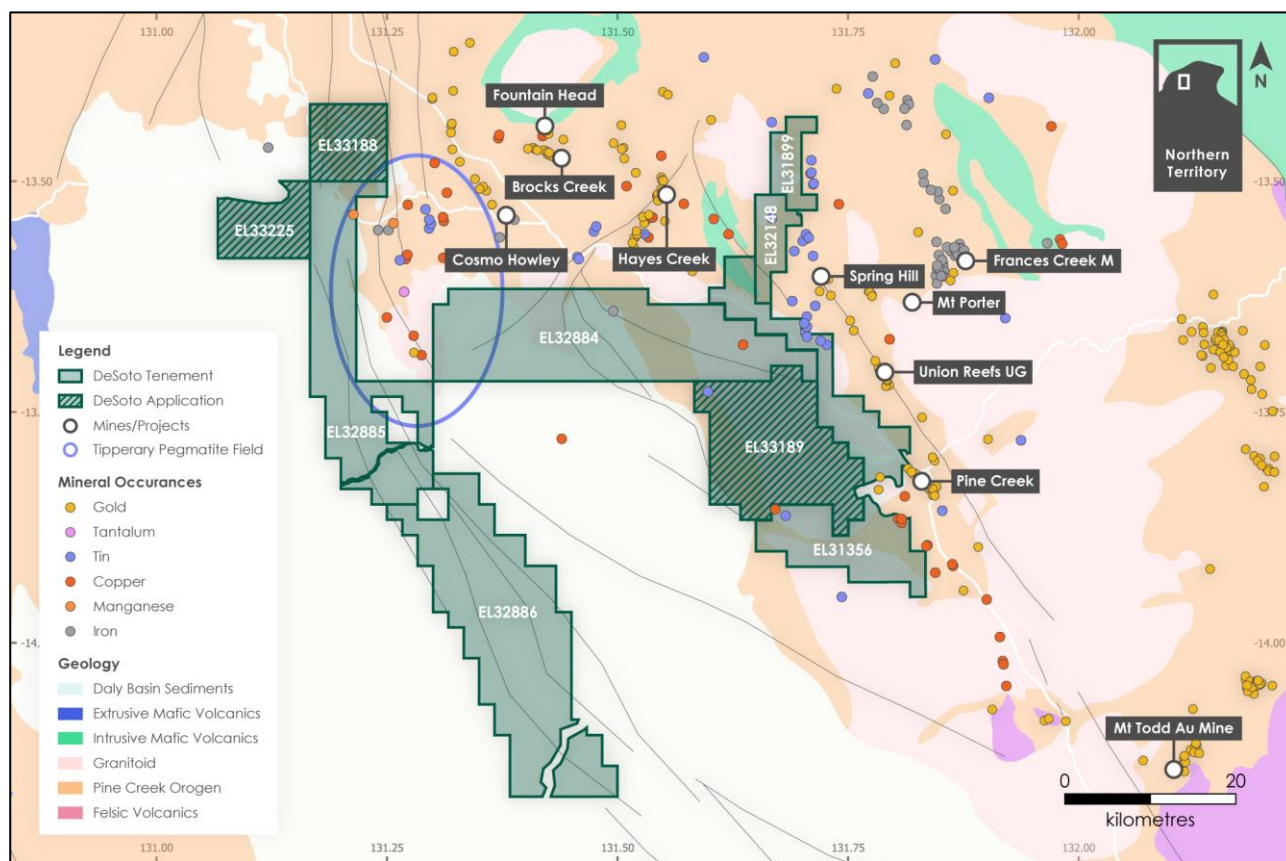 131.00
131.25
131.50
131.75
132.00
N
Northern
Territory
Fountain Head
EL33188
EL31899
-13.50
-13.50
Brocks Creek
EL33225
EL32148
Cosmo Howley
Hayes Creek
Frances Creek M
Spring Hill
Mt Porter
EL32884
Union Reefs UG
Legend
DeSoto Tenement
DeSoto Application
Mines/Projects
Tipperary Pegmatite Field
Mineral Occurances
Gold
Tantalum
Tin
Copper
Manganese
Iron
Geology
Daly Basin Sediments
Extrusive Mafic Volcanics
Intrusive Mafic Volcanics
Granitoid
Pine Creek Orogen
Felsic Volcanics
-13.75
EL32885
EL33189
Pine Creek
EL31356
EL32886
-14.00
Mt Todd Au Mine
0
20
kilometres
131.00
131.25
131.50
131.75
132.00